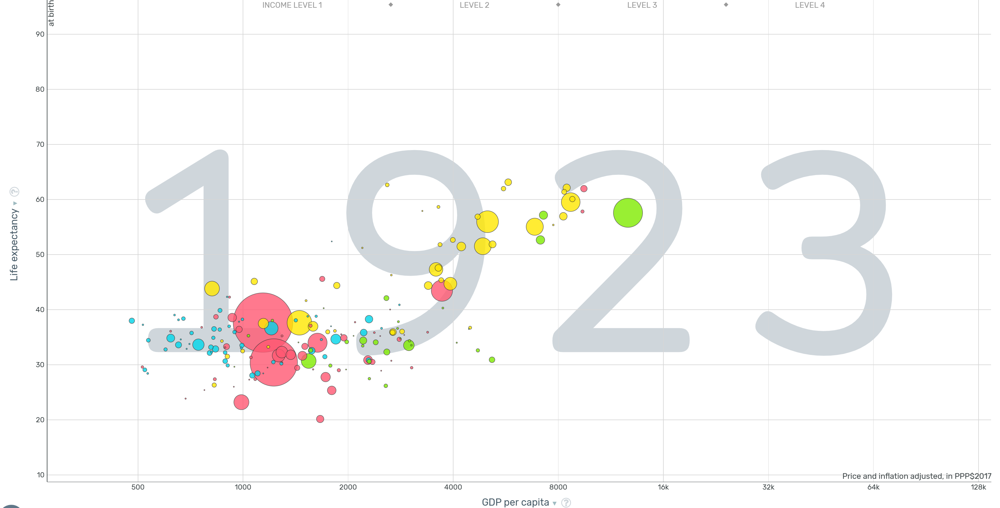 INCOME LEVEL 1 ◆ LEVEL 2 ◆ LEVEL 3 ◆ LEVEL 4
at birth
90
80
70
60
50
40
30
20
10
Life expectancy ▼ ?
1923
Price and inflation adjusted, in PPP$2017
500 1000 2000 4000 8000 16k 32k 64k 128k
GDP per capita ▼ ?